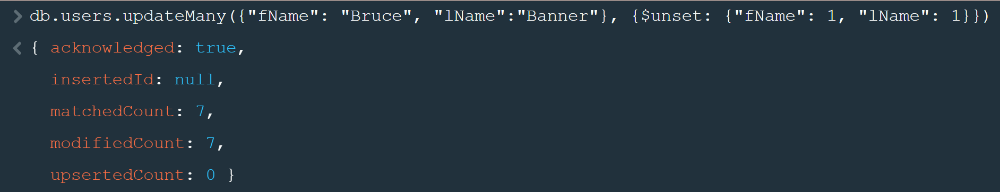 > db.users.updateMany({"fName": "Bruce", "lName":"Banner"}, {$unset: {"fName": 1, "lName": 1}})
< { acknowledged: true,
insertedId: null,
matchedCount: 7,
modifiedCount: 7,
upsertedCount: 0 }